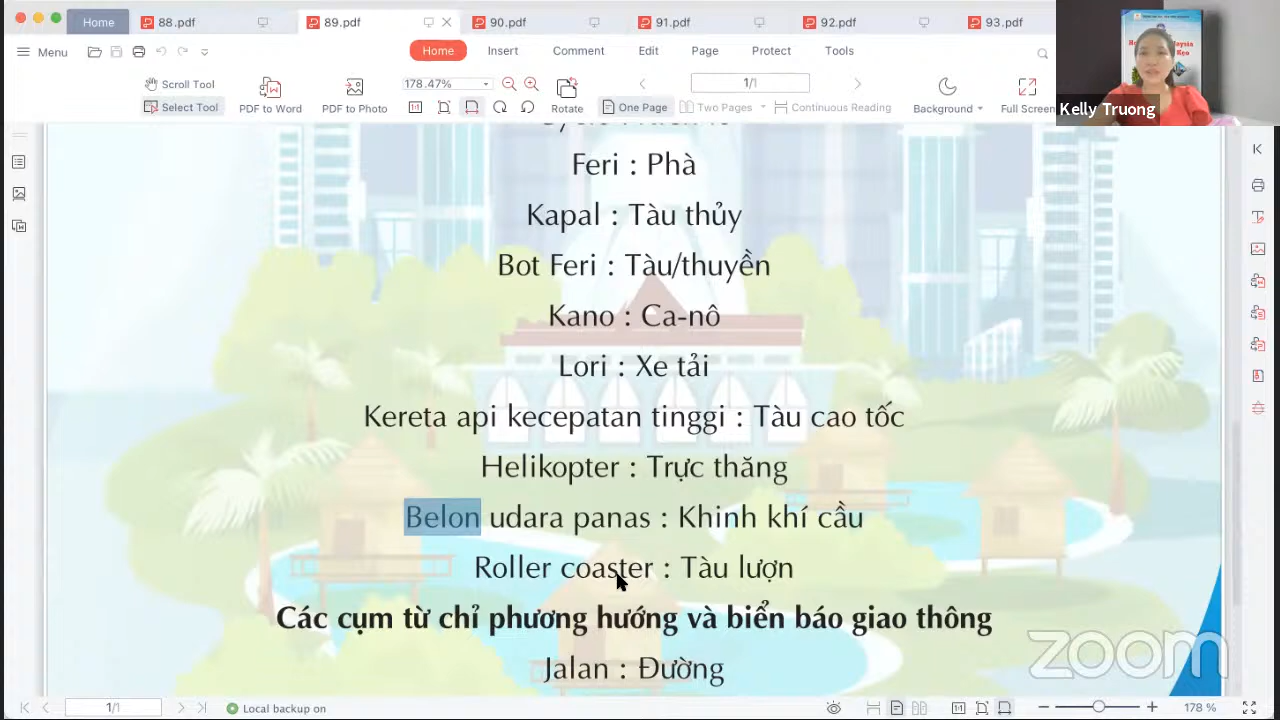 Home
88.pdf
89.pdf
90.pdf
91.pdf
92.pdf
93.pdf
Menu
Home
Insert
Comment
Edit
Page
Protect
Tools
Scroll Tool
Select Tool
PDF to Word
PDF to Photo
178.47%
Rotate
1/1
One Page
Two Pages
Continuous Reading
Background
Full Screen
Kelly Truong
Feri : Phà
Kapal : Tàu thủy
Bot Feri : Tàu/thuyền
Kano : Ca-nô
Lori : Xe tải
Kereta api kecepatan tinggi : Tàu cao tốc
Helikopter : Trực thăng
Belon udara panas : Khinh khí cầu
Roller coaster : Tàu lượn
Các cụm từ chỉ phương hướng và biển báo giao thông
Jalan : Đường
zoom
1/1
Local backup on
178 %